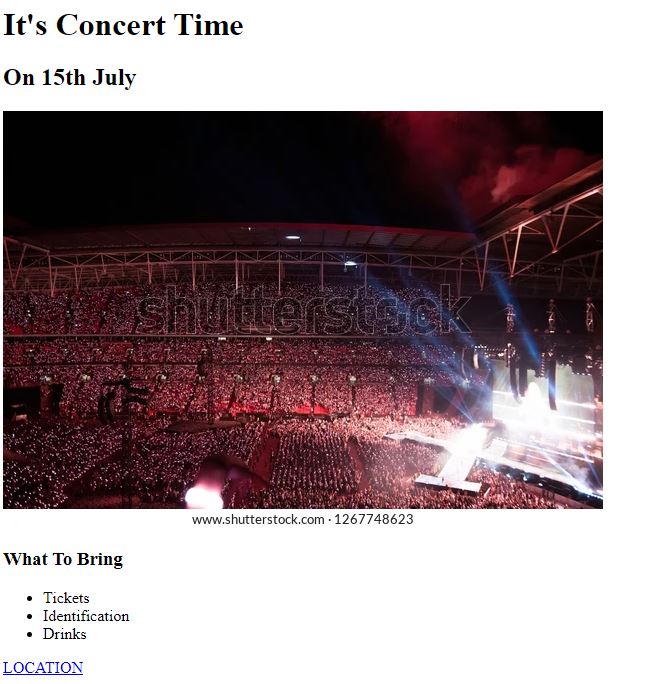 It's Concert Time
On 15th July
shutterstock
www.shutterstock.com · 1267748623
What To Bring
Tickets
Identification
Drinks
LOCATION